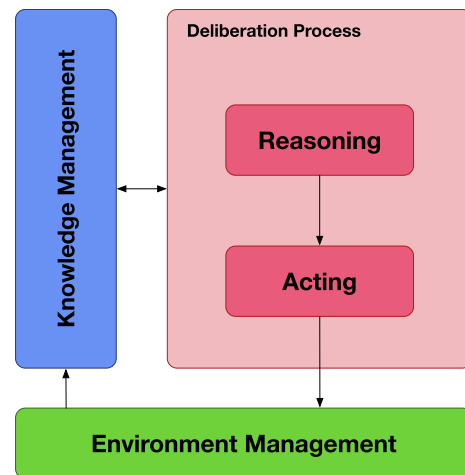 Deliberation Process
Knowledge Management
Reasoning
Acting
Environment Management